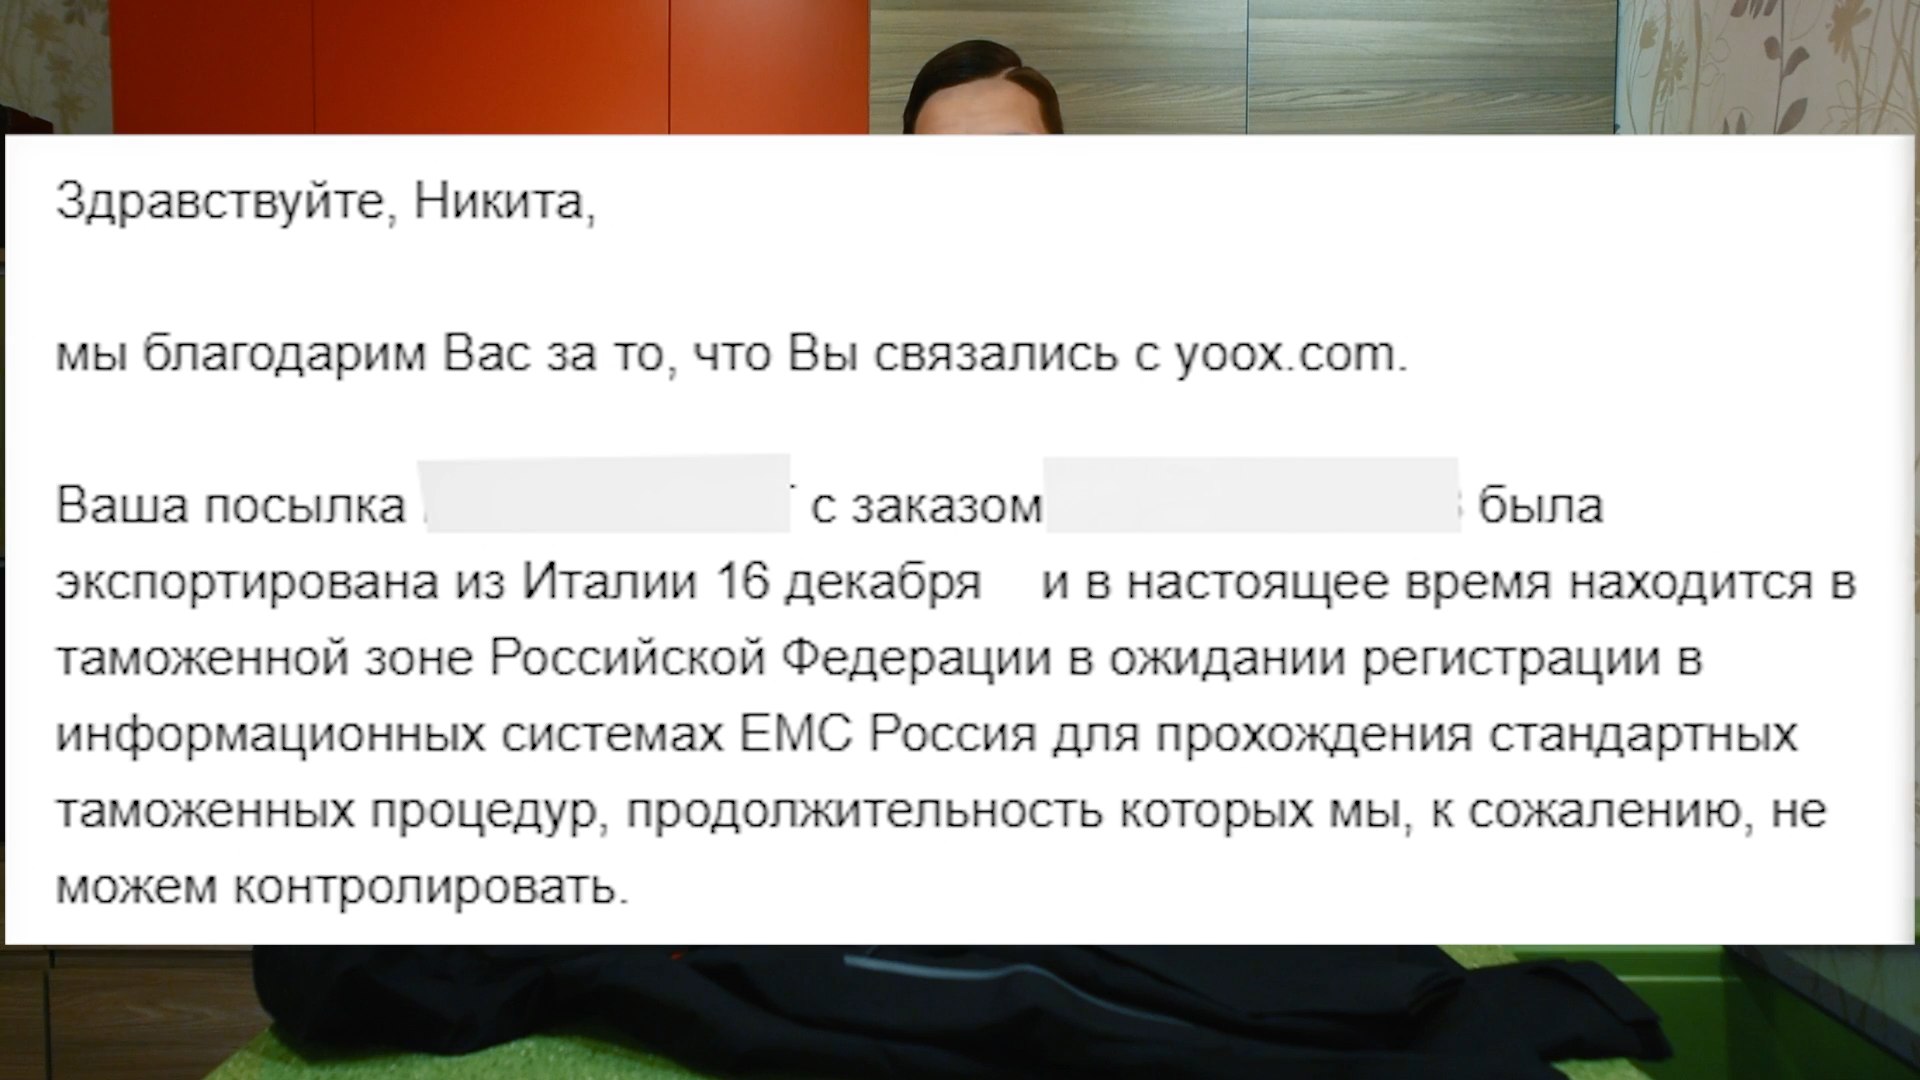 Здравствуйте, Никита,
мы благодарим Вас за то, что Вы связались с yoox.com.
Ваша посылка с заказом была
экспортирована из Италии 16 декабря и в настоящее время находится в
таможенной зоне Российской Федерации в ожидании регистрации в
информационных системах ЕМС Россия для прохождения стандартных
таможенных процедур, продолжительность которых мы, к сожалению, не
можем контролировать.